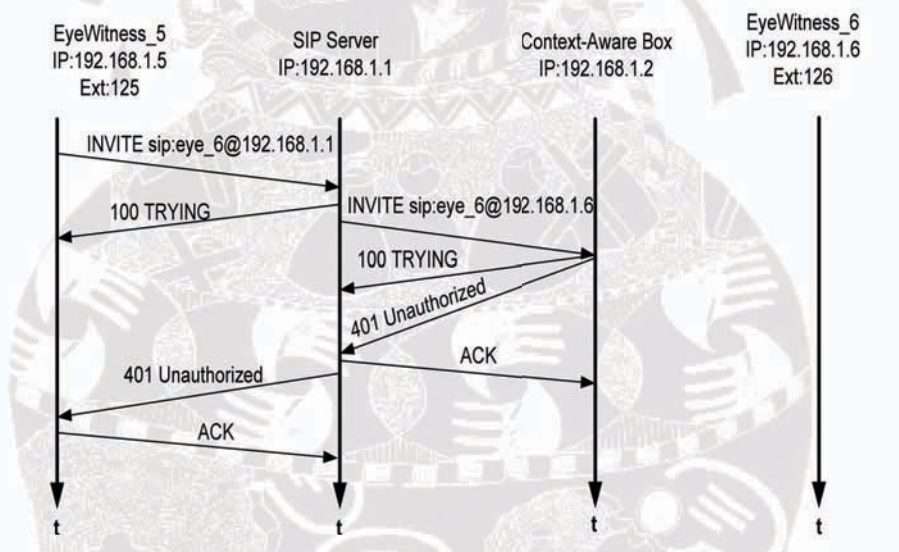 EyeWitness_5
IP:192.168.1.5
Ext:125
SIP Server
IP:192.168.1.1
Context-Aware Box
IP:192.168.1.2
EyeWitness_6
IP:192.168.1.6
Ext:126
INVITE sip:eye_6@192.168.1.1
100 TRYING
INVITE sip:eye_6@192.168.1.6
100 TRYING
401 Unauthorized
ACK
401 Unauthorized
ACK
t
t
t
t